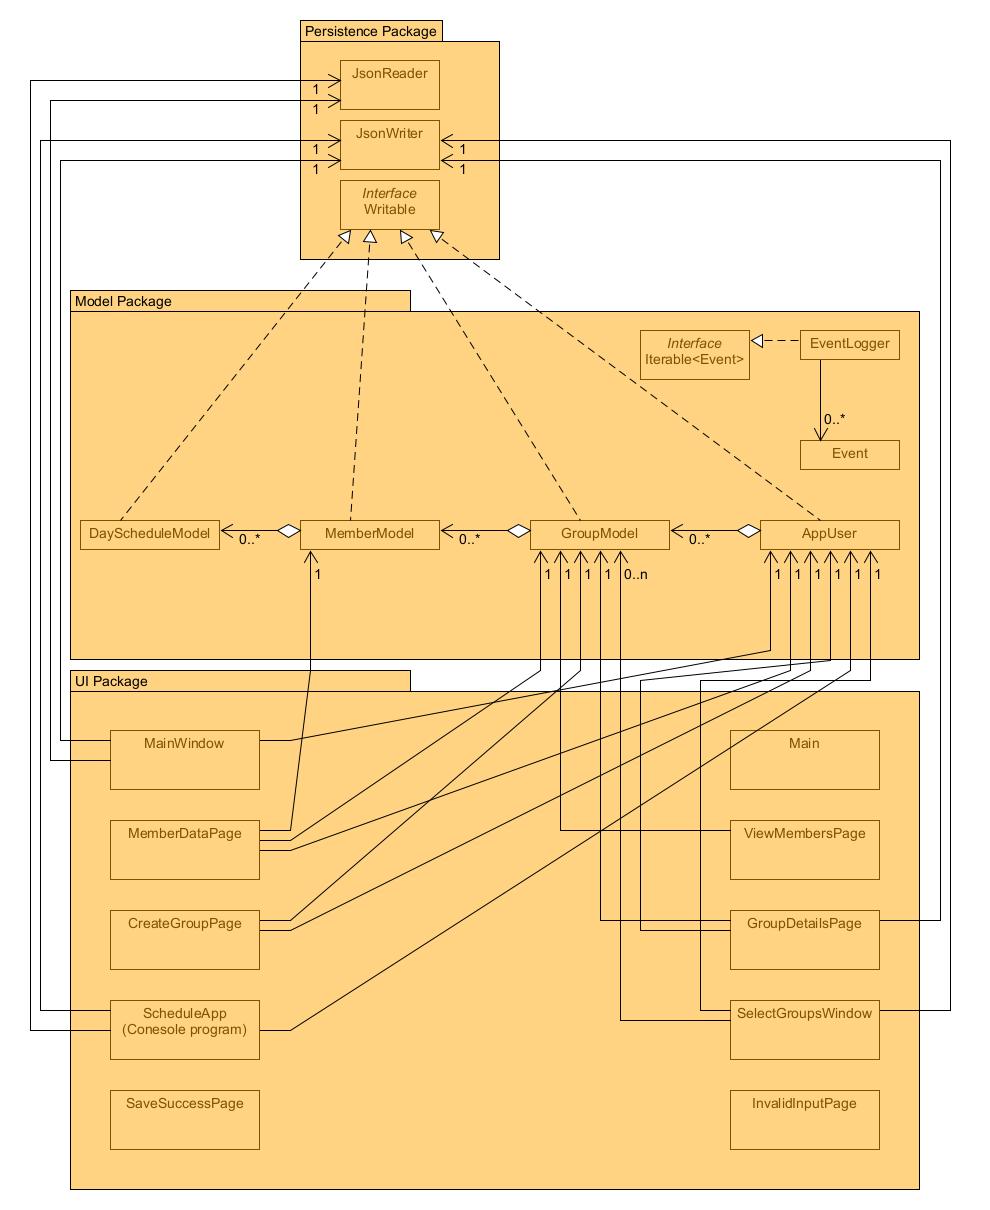 Persistence Package
JsonReader
1
1
JsonWriter
1
1
1
1
Interface
Writable
Model Package
Interface
Iterable<Event>
EventLogger
0..*
Event
DayScheduleModel
0..*
MemberModel
0..*
GroupModel
0..*
AppUser
1
1
1
1
1
0..n
1
1
1
1
1
1
UI Package
MainWindow
Main
MemberDataPage
ViewMembersPage
CreateGroupPage
GroupDetailsPage
ScheduleApp
(Conesole program)
SelectGroupsWindow
SaveSuccessPage
InvalidInputPage